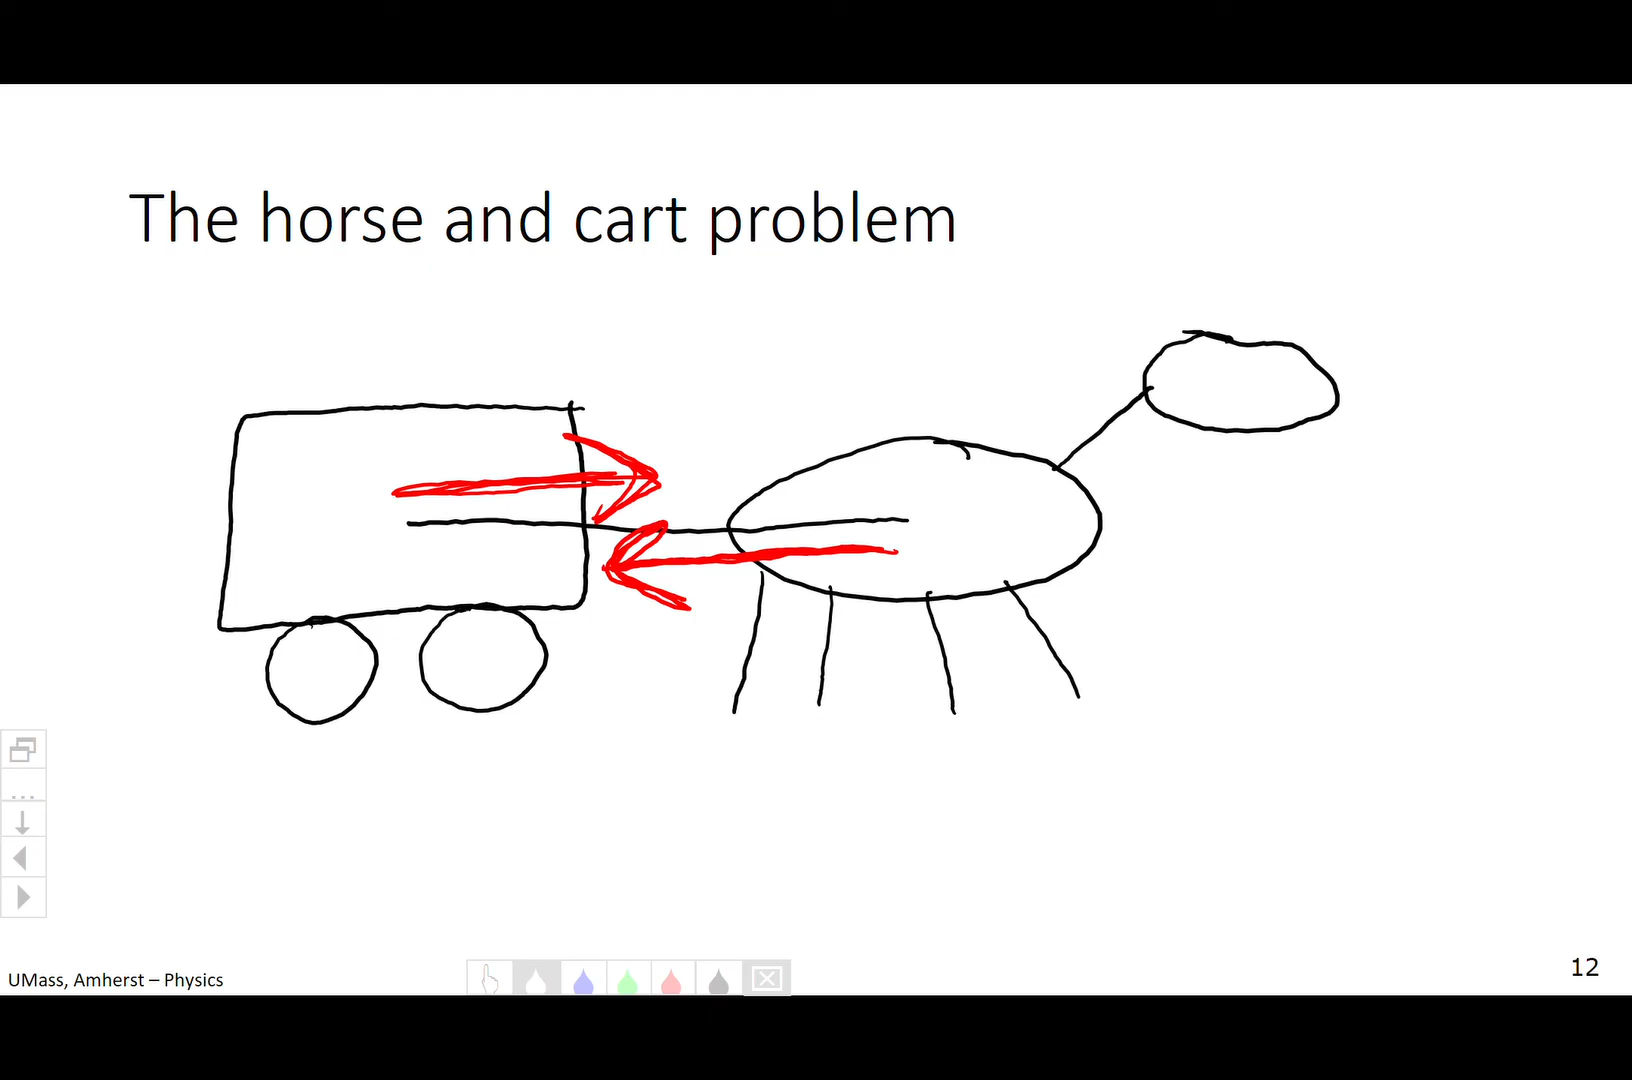 The horse and cart problem
...
UMass, Amherst – Physics
12